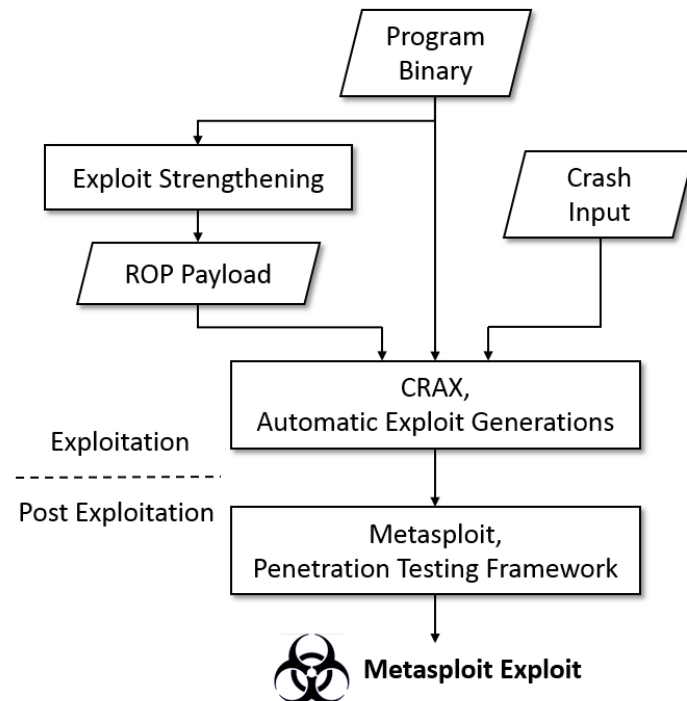 Program
Binary
Exploit Strengthening
Crash
Input
ROP Payload
CRAX,
Automatic Exploit Generations
Exploitation
Post Exploitation
Metasploit,
Penetration Testing Framework
Metasploit Exploit